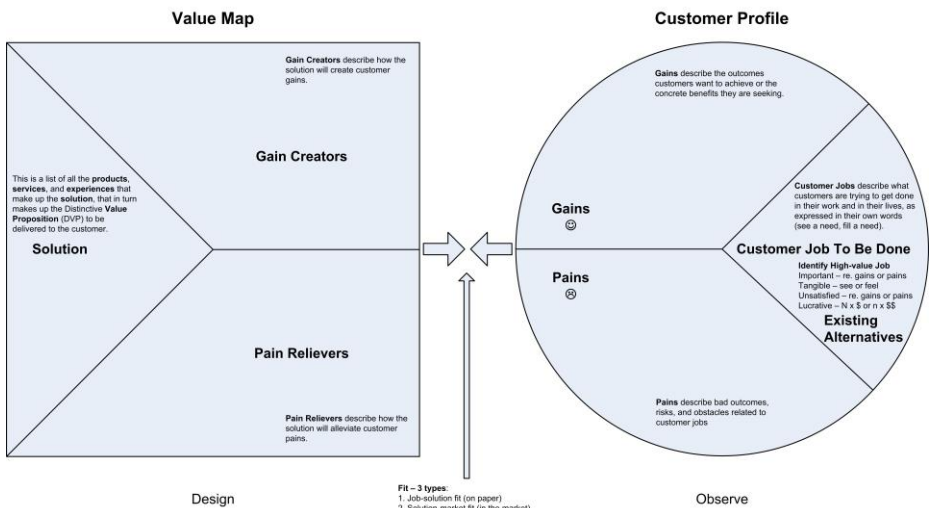 Value Map
Customer Profile
Gain Creators describe how the
solution will create customer
gains.
Gain Creators
This is a list of all the products,
services, and experiences that
make up the solution, that in turn
makes up the Distinctive Value
Proposition (DVP) to be
delivered to the customer.
Solution
Pain Relievers
Pain Relievers describe how the
solution will alleviate customer
pains.
Gains describe the outcomes
customers want to achieve or the
concrete benefits they are seeking.
Gains
Customer Jobs describe what
customers are trying to get done
in their work and in their lives, as
expressed in their own words
(see a need, fill a need).
Customer Job To Be Done
Identify High-value Job
Important – re. gains or pains
Tangible – see or feel
Unsatisfied – re. gains or pains
Lucrative – N x $ or n x $$
Existing
Alternatives
Pains
Pains describe bad outcomes,
risks, and obstacles related to
customer jobs
Design
Fit – 3 types:
1. Job-solution fit (on paper)
2. Solution-market fit (in the market)
Observe